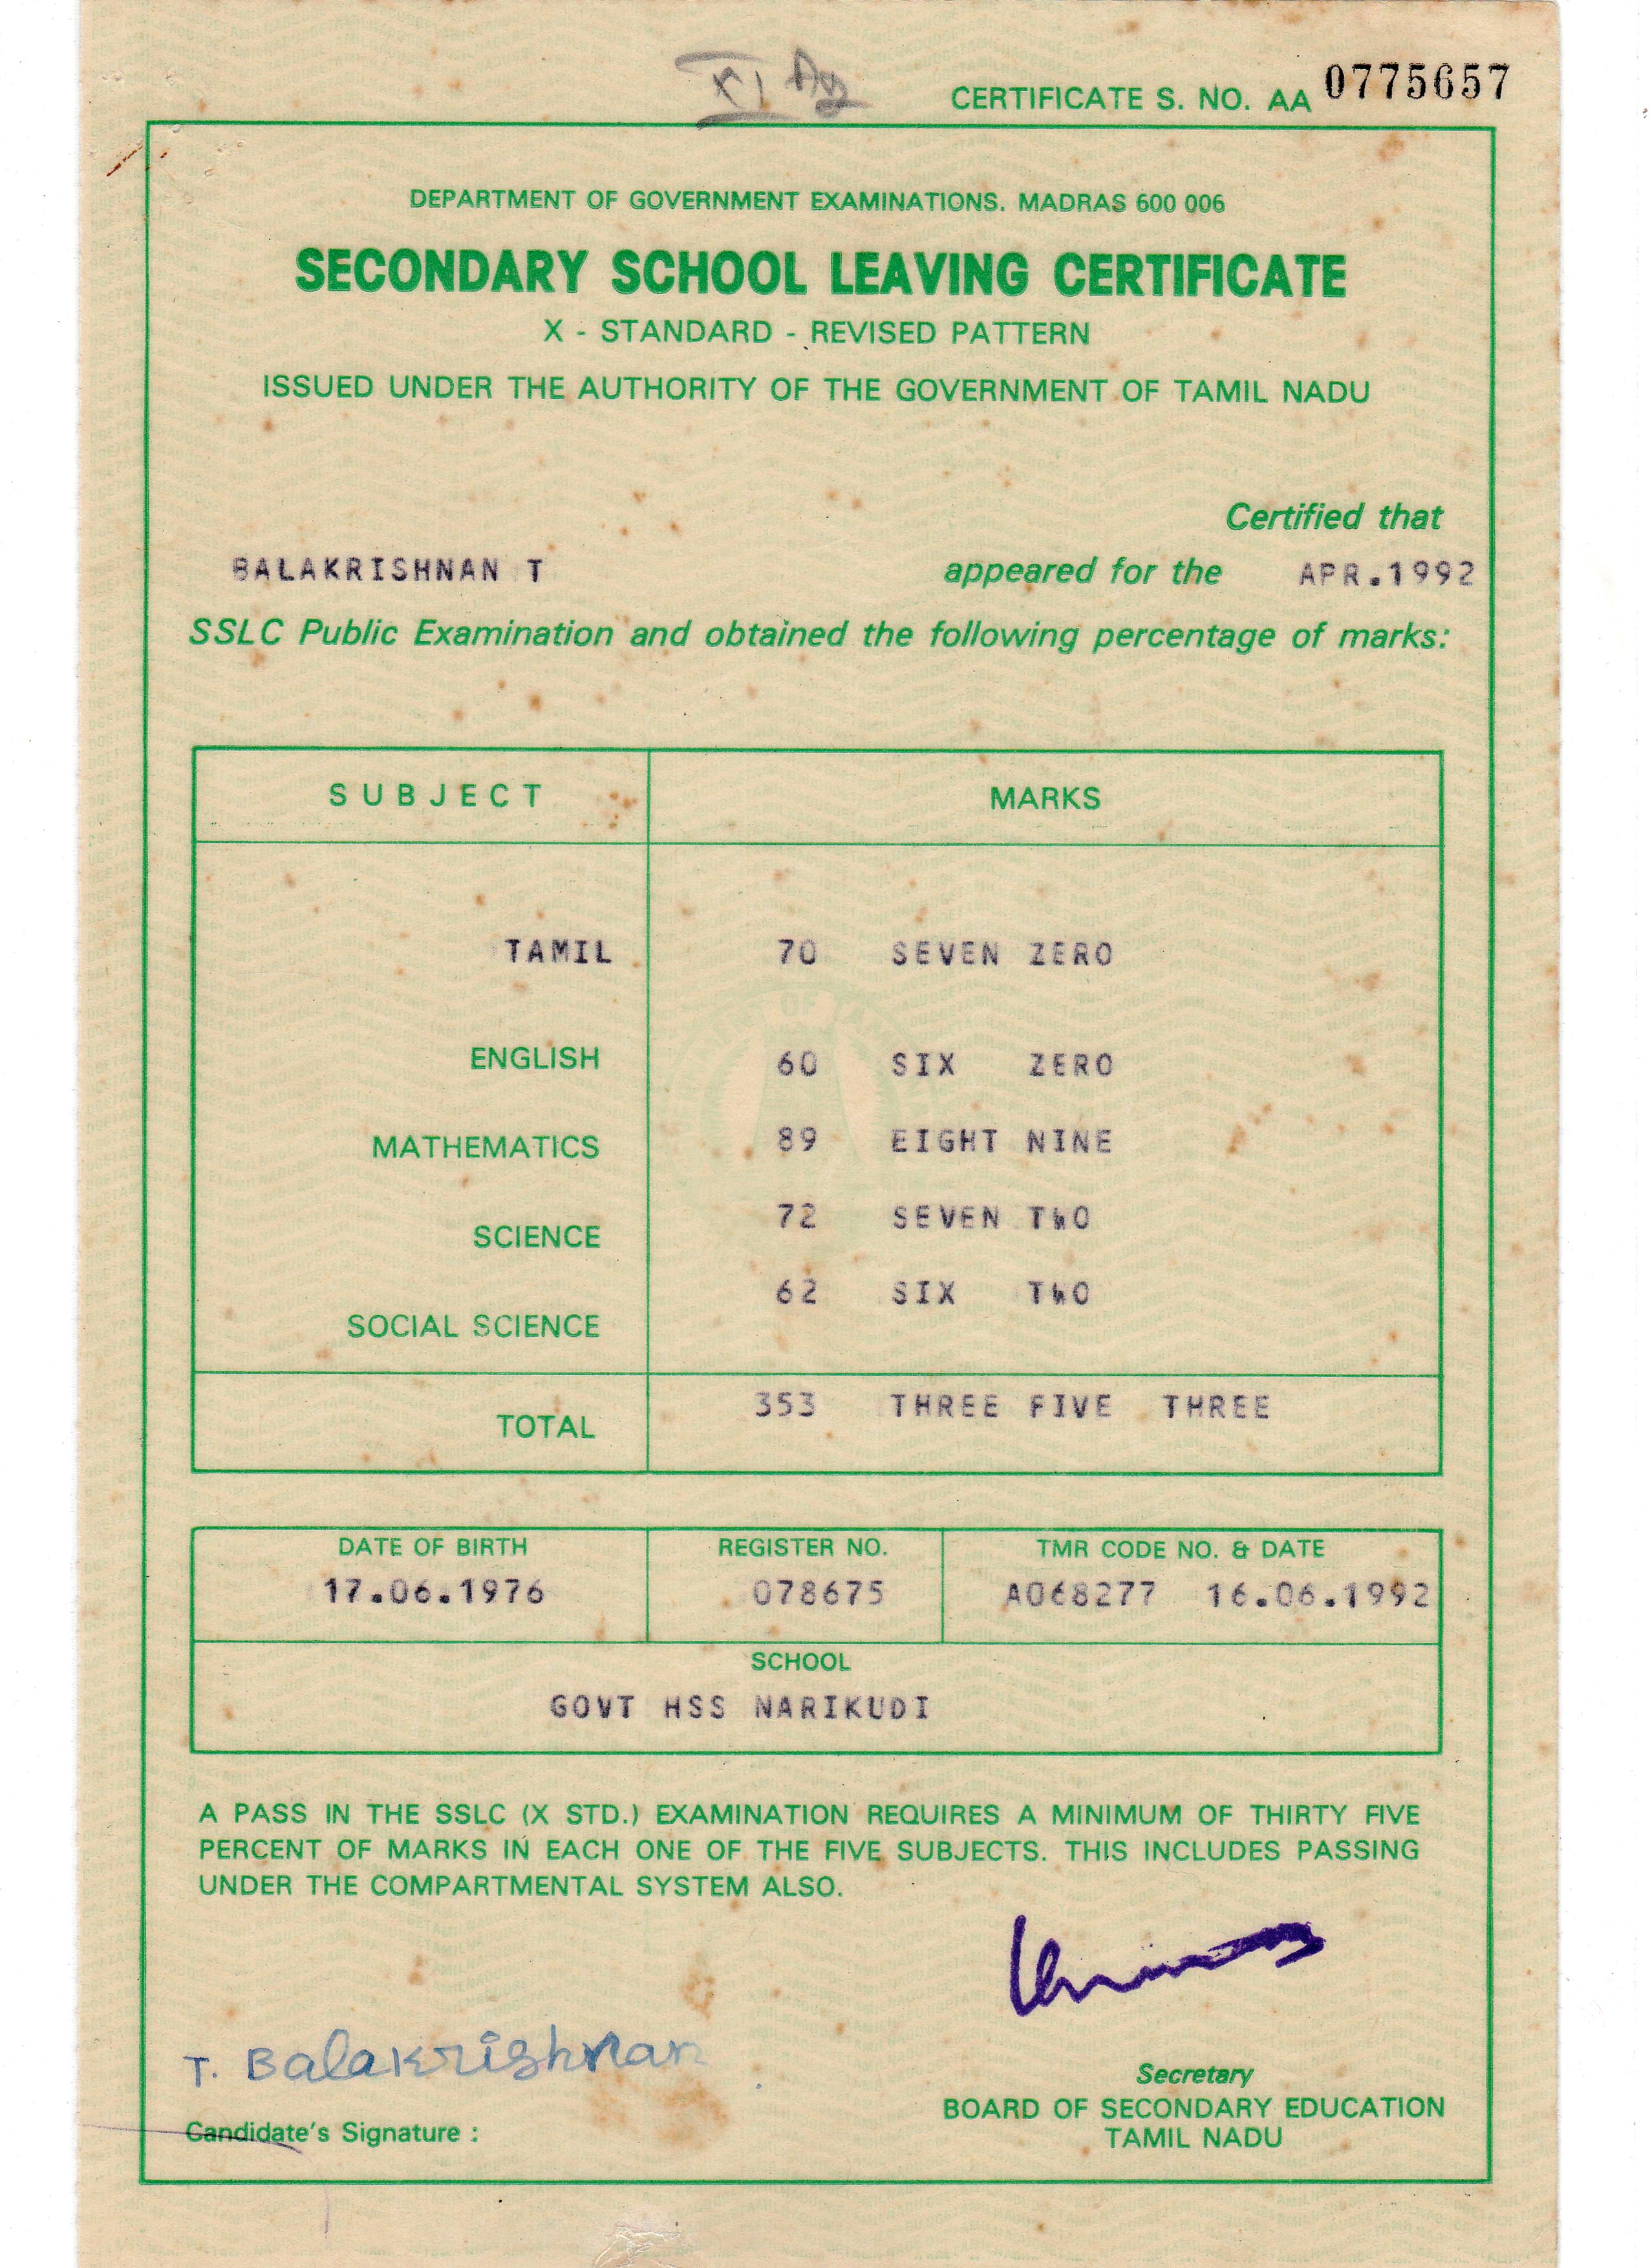 XI A2
CERTIFICATE S. NO. AA 0775657
DEPARTMENT OF GOVERNMENT EXAMINATIONS. MADRAS 600 006
SECONDARY SCHOOL LEAVING CERTIFICATE
X - STANDARD - REVISED PATTERN
ISSUED UNDER THE AUTHORITY OF THE GOVERNMENT OF TAMIL NADU
Certified that
BALAKRISHNAN T appeared for the APR.1992
SSLC Public Examination and obtained the following percentage of marks:
SUBJECT MARKS
TAMIL 70 SEVEN ZERO
ENGLISH 60 SIX ZERO
MATHEMATICS 89 EIGHT NINE
SCIENCE 72 SEVEN TWO
SOCIAL SCIENCE 62 SIX TWO
TOTAL 353 THREE FIVE THREE
DATE OF BIRTH REGISTER NO. TMR CODE NO. & DATE
17.06.1976 078675 A068277 16.06.1992
SCHOOL
GOVT HSS NARIKUDI
A PASS IN THE SSLC (X STD.) EXAMINATION REQUIRES A MINIMUM OF THIRTY FIVE
PERCENT OF MARKS IN EACH ONE OF THE FIVE SUBJECTS. THIS INCLUDES PASSING
UNDER THE COMPARTMENTAL SYSTEM ALSO.
T. Balakrishnan
Secretary
BOARD OF SECONDARY EDUCATION
Candidate's Signature :
TAMIL NADU